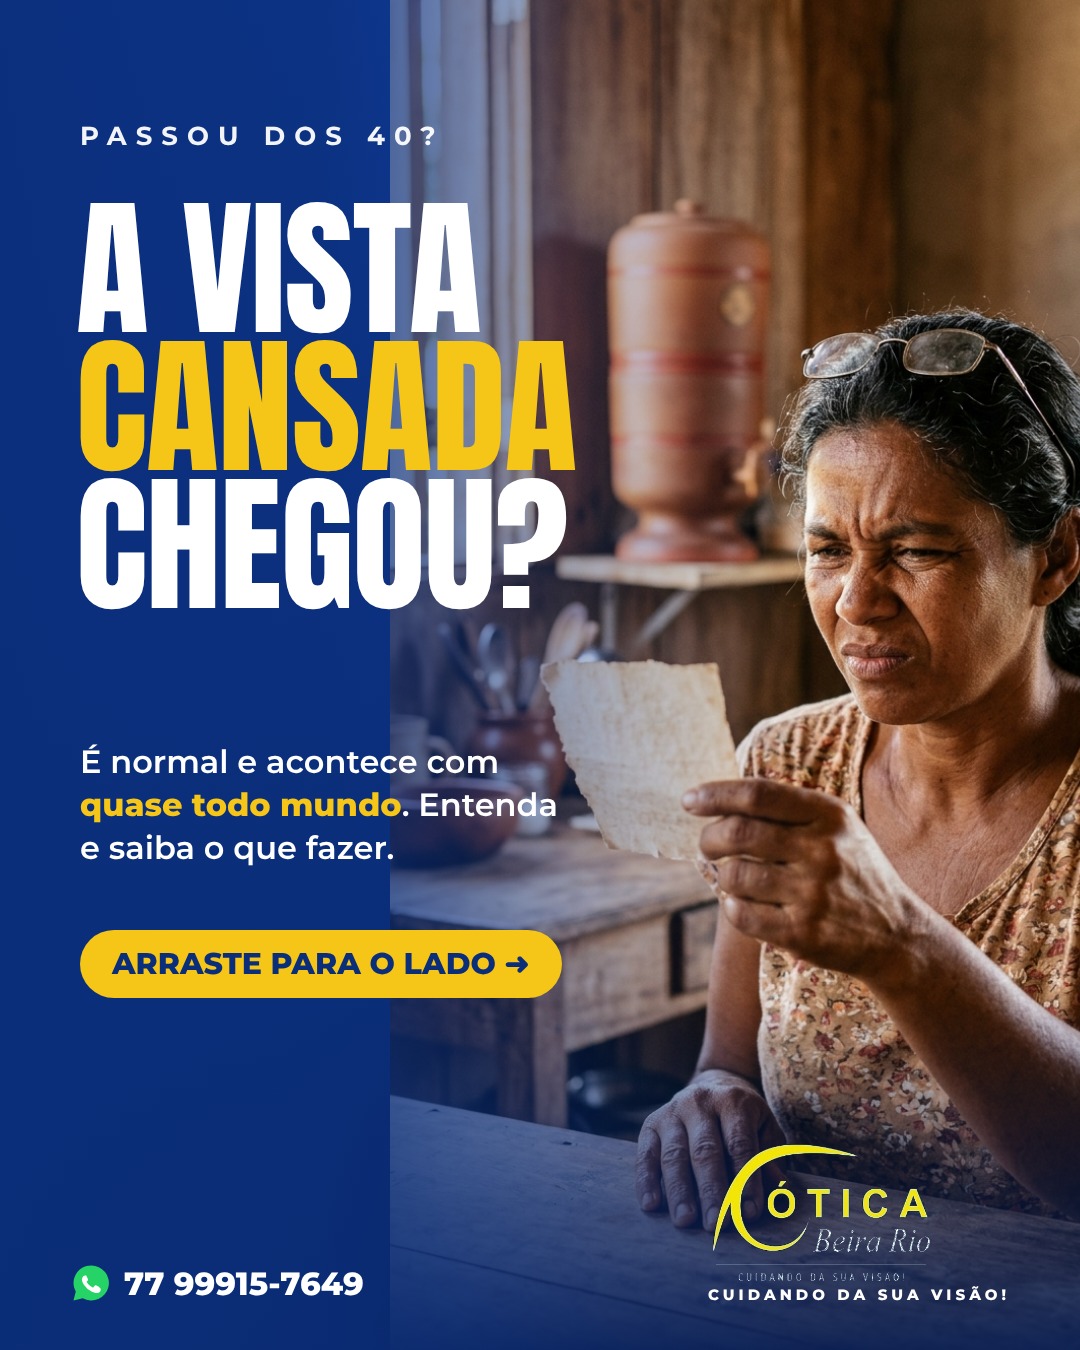 PASSOU DOS 40?
A VISTA
CANSADA
CHEGOU?
É normal e acontece com
quase todo mundo. Entenda
e saiba o que fazer.
ARRASTE PARA O LADO ➜
77 99915-7649
ÓTICA
Beira Rio
CUIDANDO DA SUA VISÃO!
CUIDANDO DA SUA VISÃO!